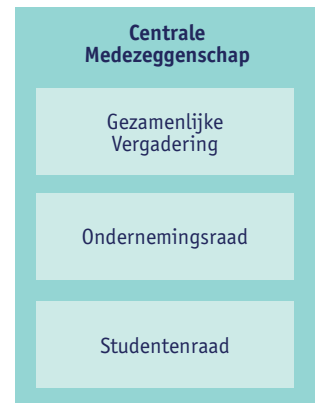 Centrale
Medezeggenschap
Gezamenlijke
Vergadering
Ondernemingsraad
Studentenraad